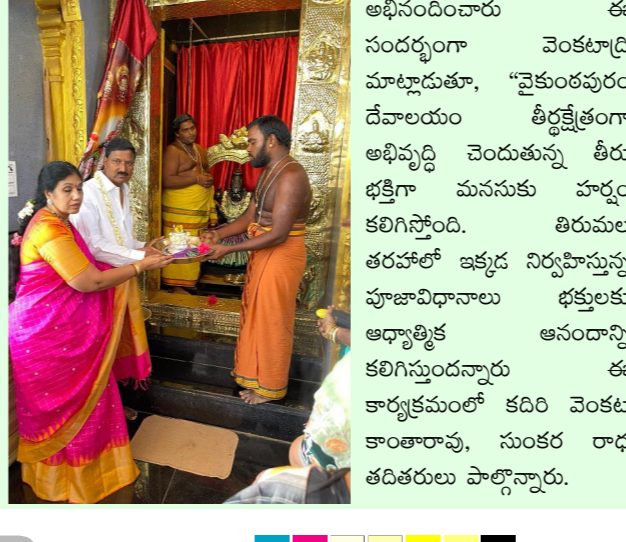 అభినందించారు ఈ
సందర్భంగా వెంకటాద్రి
మాట్లాడుతూ, “వైకుంఠపురం
దేవాలయం తీర్థక్షేత్రంగా
అభివృద్ధి చెందుతున్న తీరు
భక్తిగా మనసుకు హర్షం
కలిగిస్తోంది. తిరుమల
తరహాలో ఇక్కడ నిర్వహిస్తున్న
పూజావిధానాలు భక్తులకు
ఆధ్యాత్మిక ఆనందాన్ని
కలిగిస్తుందన్నారు ఈ
కార్యక్రమంలో కదిరి వెంకట
కాంతారావు, సుంకర రాధ
తదితరులు పాల్గొన్నారు.